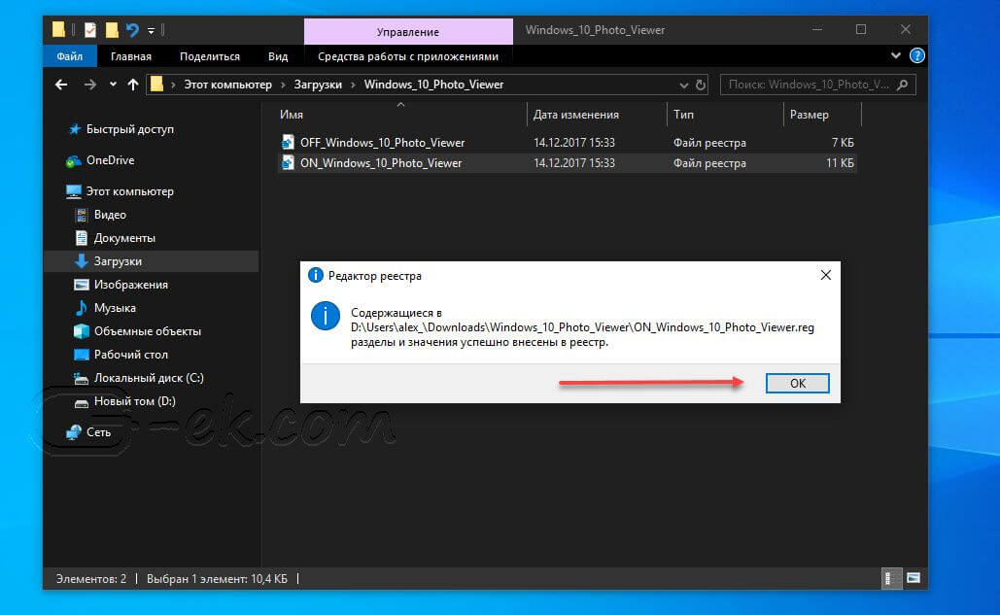 Управление
Windows_10_Photo_Viewer
Файл
Главная
Поделиться
Вид
Средства работы с приложениями
?
Этот компьютер > Загрузки > Windows_10_Photo_Viewer
Поиск: Windows_10_Photo_V...
Имя
Дата изменения
Тип
Размер
OFF_Windows_10_Photo_Viewer 14.12.2017 15:33 Файл реестра 7 КБ
ON_Windows_10_Photo_Viewer 14.12.2017 15:33 Файл реестра 11 КБ
Быстрый доступ
OneDrive
Этот компьютер
Видео
Документы
Загрузки
Изображения
Музыка
Объемные объекты
Рабочий стол
Локальный диск (C:)
Новый том (D:)
Сеть
Редактор реестра
Содержащиеся в
D:\Users\alex_\Downloads\Windows_10_Photo_Viewer\ON_Windows_10_Photo_Viewer.reg
разделы и значения успешно внесены в реестр.
OK
G-ek.com
Элементов: 2 | Выбран 1 элемент: 10,4 КБ |